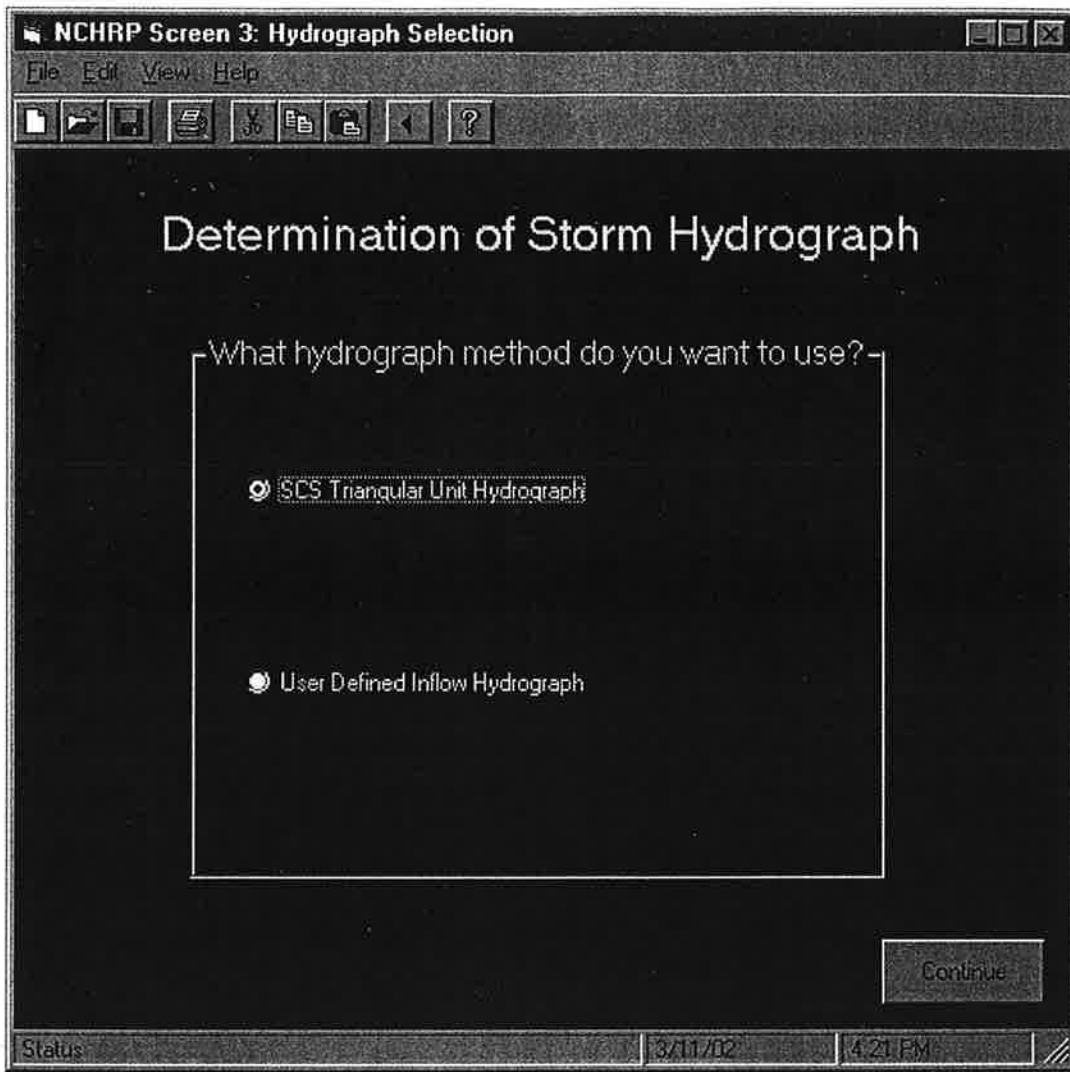 NCHRP Screen 3: Hydrograph Selection
File Edit View Help
?
Determination of Storm Hydrograph
What hydrograph method do you want to use?
SCS Triangular Unit Hydrograph
User Defined Inflow Hydrograph
Continue
Status 3/11/02 4:21 PM